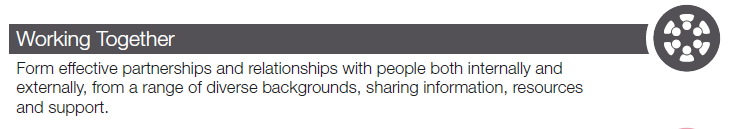 Working Together
Form effective partnerships and relationships with people both internally and
externally, from a range of diverse backgrounds, sharing information, resources
and support.